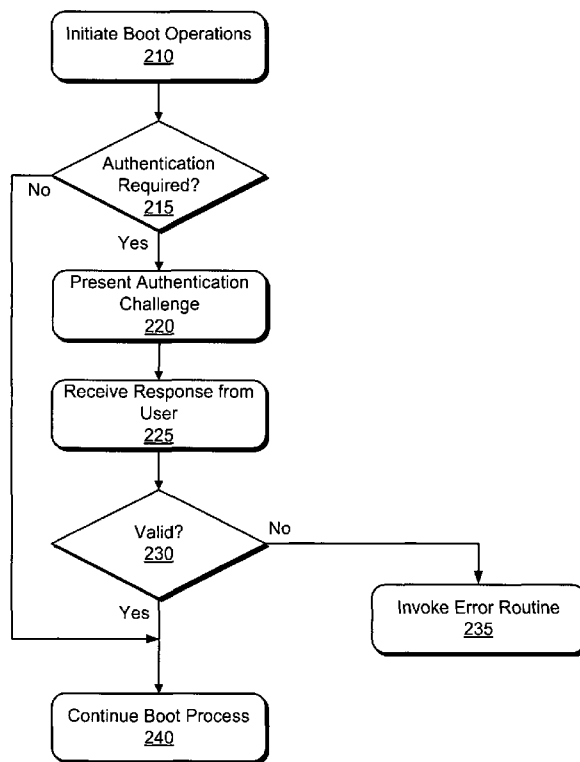 Initiate Boot Operations
210
Authentication
Required?
215
No
Yes
Present Authentication
Challenge
220
Receive Response from
User
225
Valid?
230
No
Yes
Invoke Error Routine
235
Continue Boot Process
240